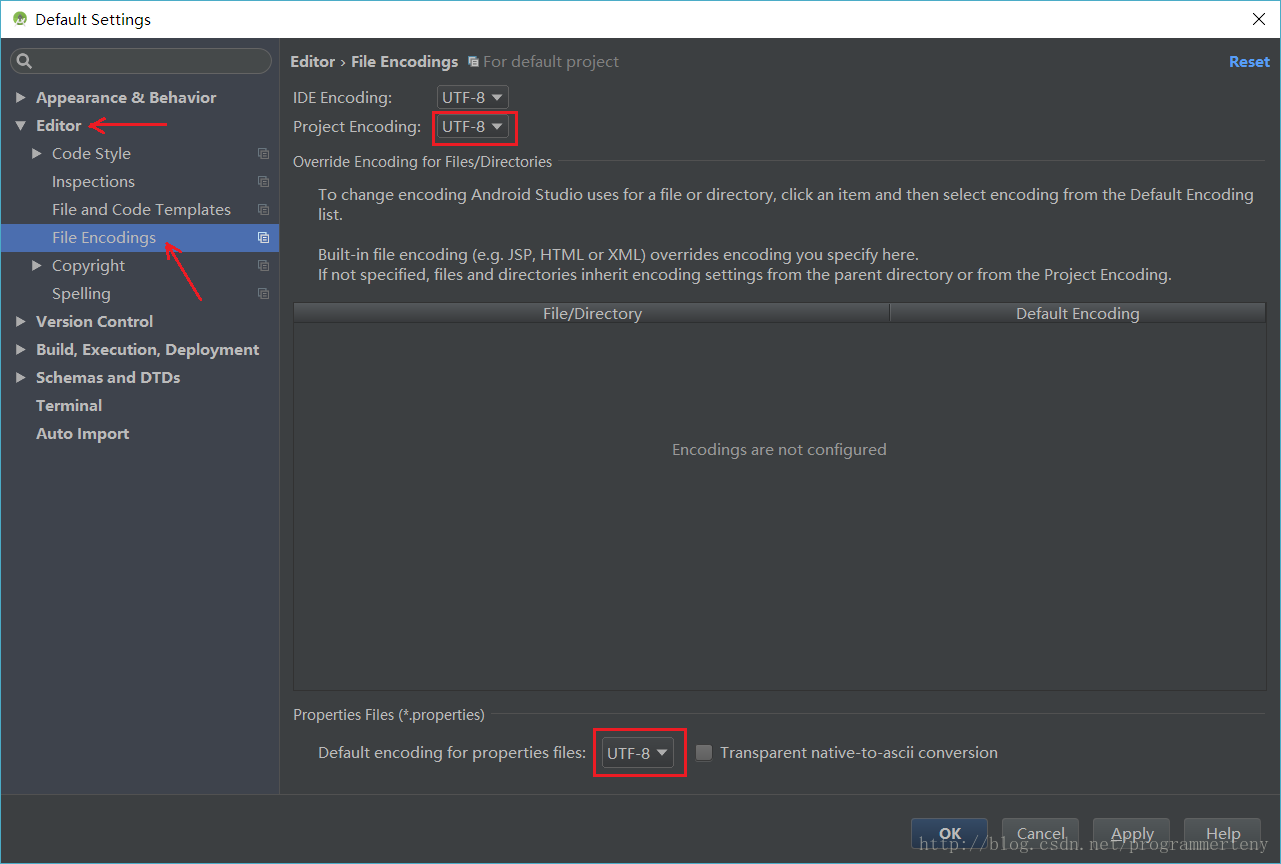 Default Settings
Editor › File Encodings For default project Reset
Appearance & Behavior
Editor
Code Style
Inspections
File and Code Templates
File Encodings
Copyright
Spelling
Version Control
Build, Execution, Deployment
Schemas and DTDs
Terminal
Auto Import
IDE Encoding: UTF-8
Project Encoding: UTF-8
Override Encoding for Files/Directories
To change encoding Android Studio uses for a file or directory, click an item and then select encoding from the Default Encoding
list.
Built-in file encoding (e.g. JSP, HTML or XML) overrides encoding you specify here.
If not specified, files and directories inherit encoding settings from the parent directory or from the Project Encoding.
File/Directory Default Encoding
Encodings are not configured
Properties Files (*.properties)
Default encoding for properties files: UTF-8 Transparent native-to-ascii conversion
OK Cancel Apply Help
http://blog.csdn.net/programmerteny